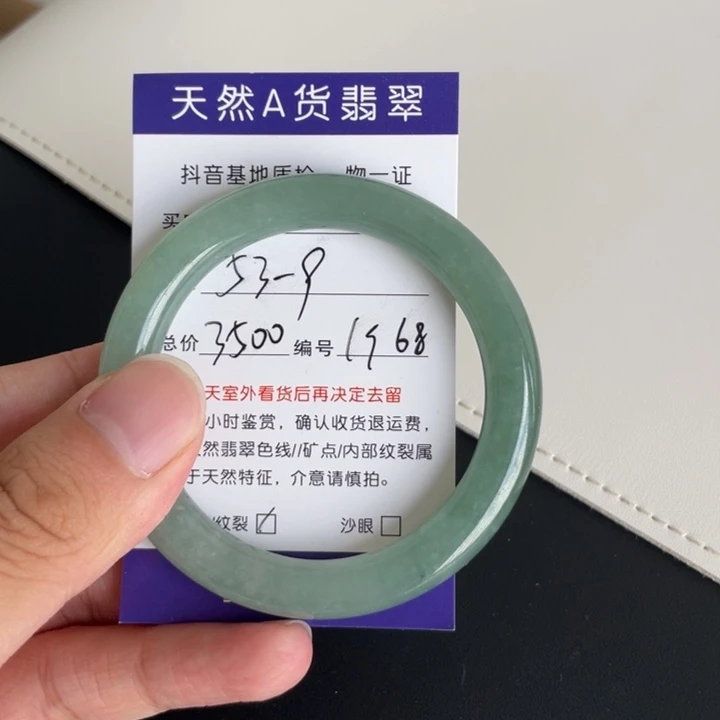 天然A货翡翠
抖音基地质检 物一证
买
53-9
总价 3500 编号 1968
天室外看货后再决定去留
小时鉴赏，确认收货退运费，
然翡翠色线//矿点/内部纹裂属
于天然特征，介意请慎拍。
/纹裂 沙眼